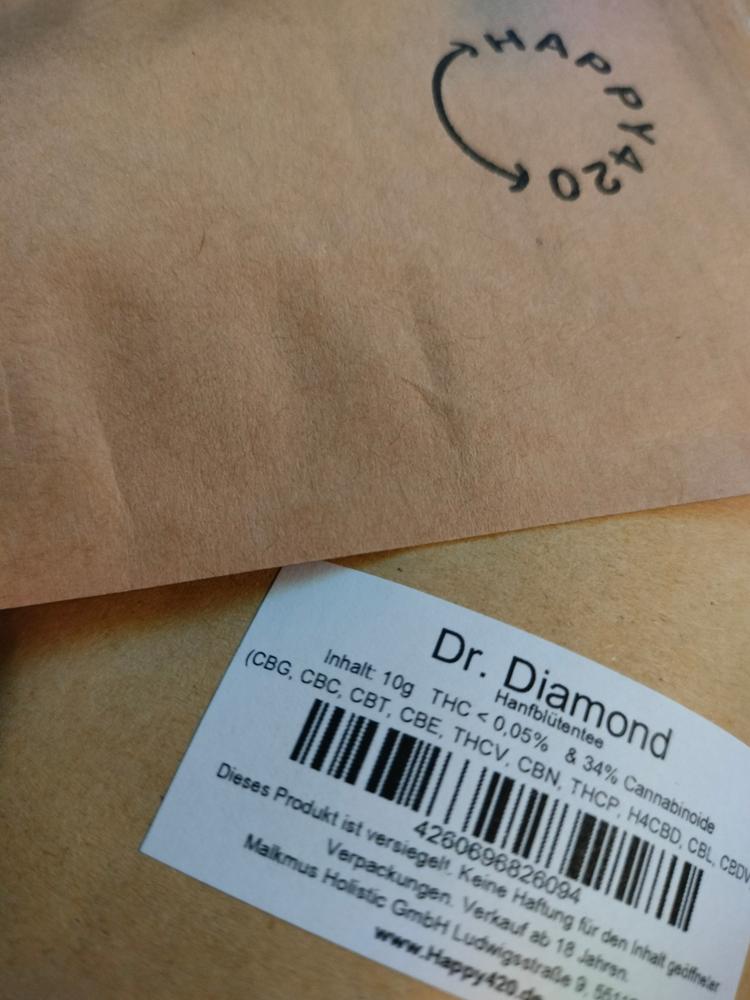 HAPPY420
Dr. Diamond
Hanfblütentee
Inhalt: 10g THC < 0,05% & 34% Cannabinoide
(CBG, CBC, CBT, CBE, THCV, CBN, THCP, H4CBD, CBL, CBDV
4260696826094
Dieses Produkt ist versiegelt. Keine Haftung für den Inhalt geöffneter
Verpackungen. Verkauf ab 18 Jahren.
Malkmus Holistic GmbH Ludwigsstraße 9,
www.Happy420.de